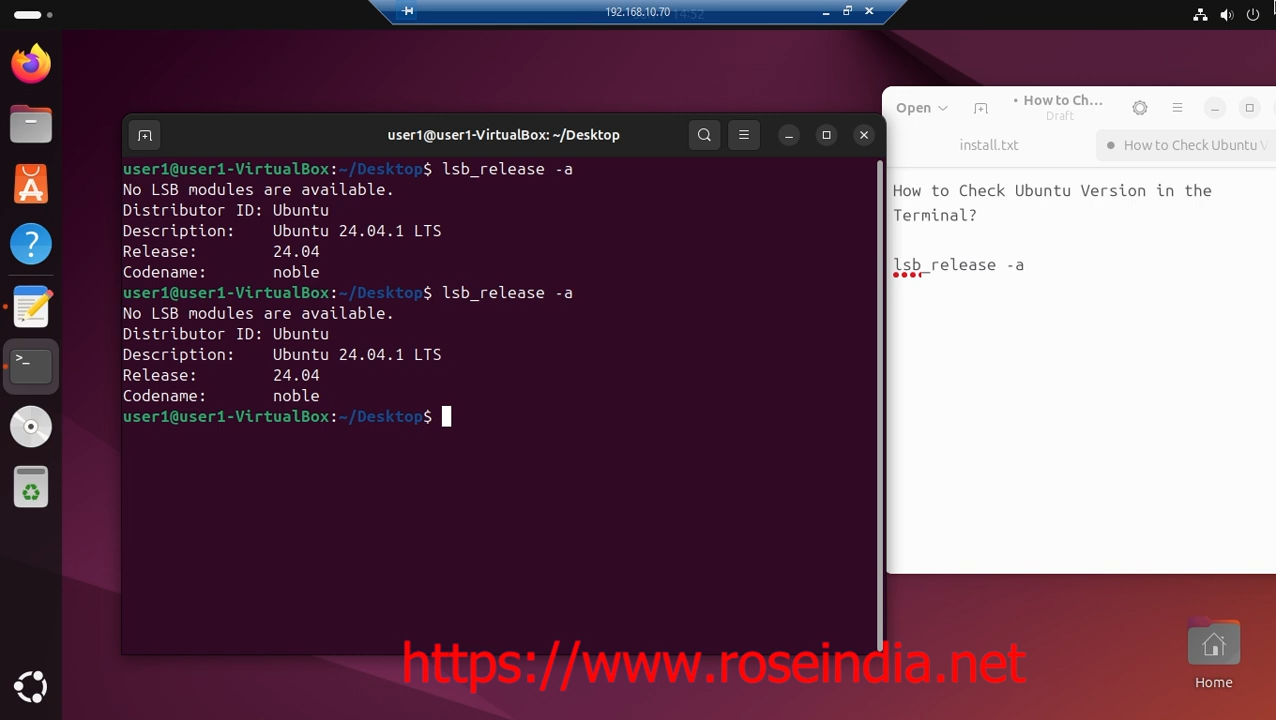 192.168.10.70
14:52
user1@user1-VirtualBox: ~/Desktop
user1@user1-VirtualBox:~/Desktop$ lsb_release -a
No LSB modules are available.
Distributor ID: Ubuntu
Description: Ubuntu 24.04.1 LTS
Release: 24.04
Codename: noble
user1@user1-VirtualBox:~/Desktop$ lsb_release -a
No LSB modules are available.
Distributor ID: Ubuntu
Description: Ubuntu 24.04.1 LTS
Release: 24.04
Codename: noble
user1@user1-VirtualBox:~/Desktop$
Open
• How to Ch...
Draft
install.txt
How to Check Ubuntu V
How to Check Ubuntu Version in the
Terminal?
lsb_release -a
Home
https://www.roseindia.net